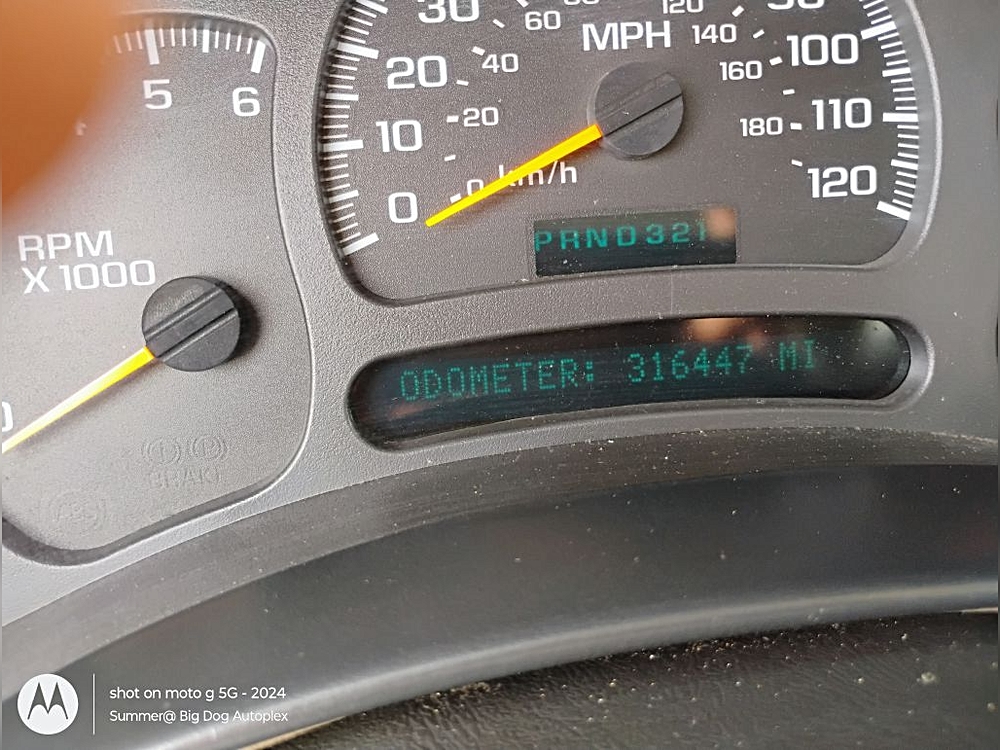 30
60
120
MPH
140
100
20
40
160
5
6
10
20
180
110
0
0 km/h
120
PRND321
RPM
X 1000
ODOMETER: 316447 MI
BRAKE
ABS
shot on moto g 5G - 2024
Summer@ Big Dog Autoplex